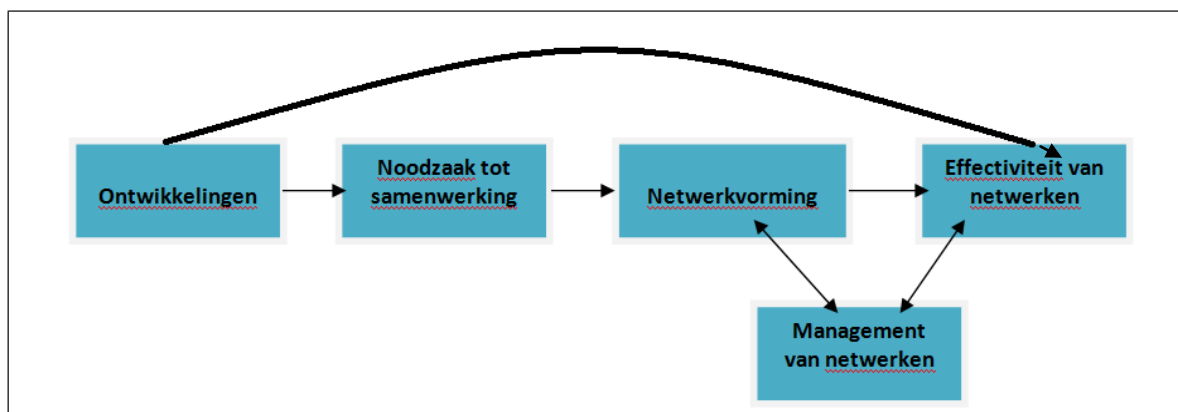 Ontwikkelingen
Noodzaak tot
samenwerking
Netwerkvorming
Effectiviteit van
netwerken
Management
van netwerken